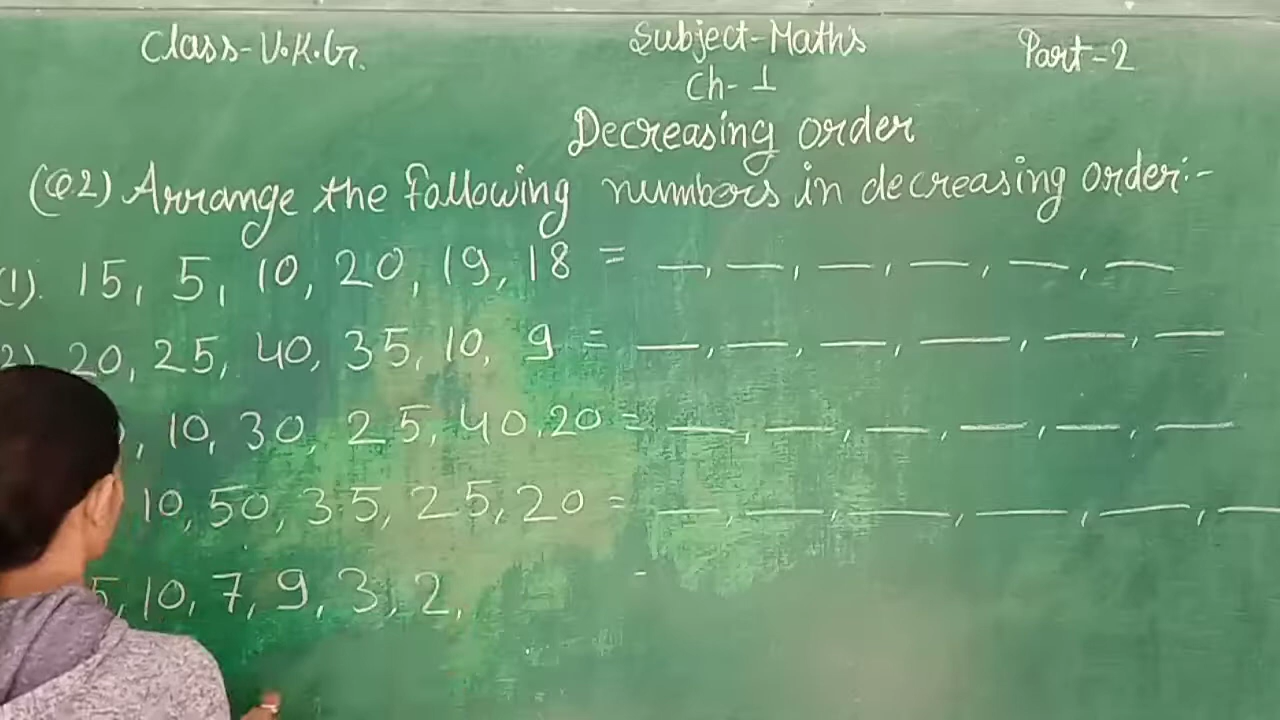 Class-U.K.G. Subject-Maths Part-2
Ch-1
Decreasing order
(Q.2) Arrange the following numbers in decreasing order:-
(1). 15, 5, 10, 20, 19, 18 = __, __, __, __, __, __
2) 20, 25, 40, 35, 10, 9 = __, __, __, __, __, __
, 10, 30, 25, 40, 20 = __, __, __, __, __, __
10, 50, 35, 25, 20 = __, __, __, __, __, __
5, 10, 7, 9, 3, 2, -